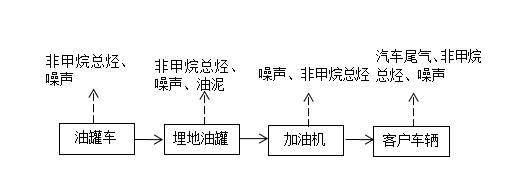 非甲烷总烃、
噪声
非甲烷总烃、
噪声、油泥
噪声、非甲烷总烃
汽车尾气、非甲烷
总烃、噪声
油罐车
埋地油罐
加油机
客户车辆